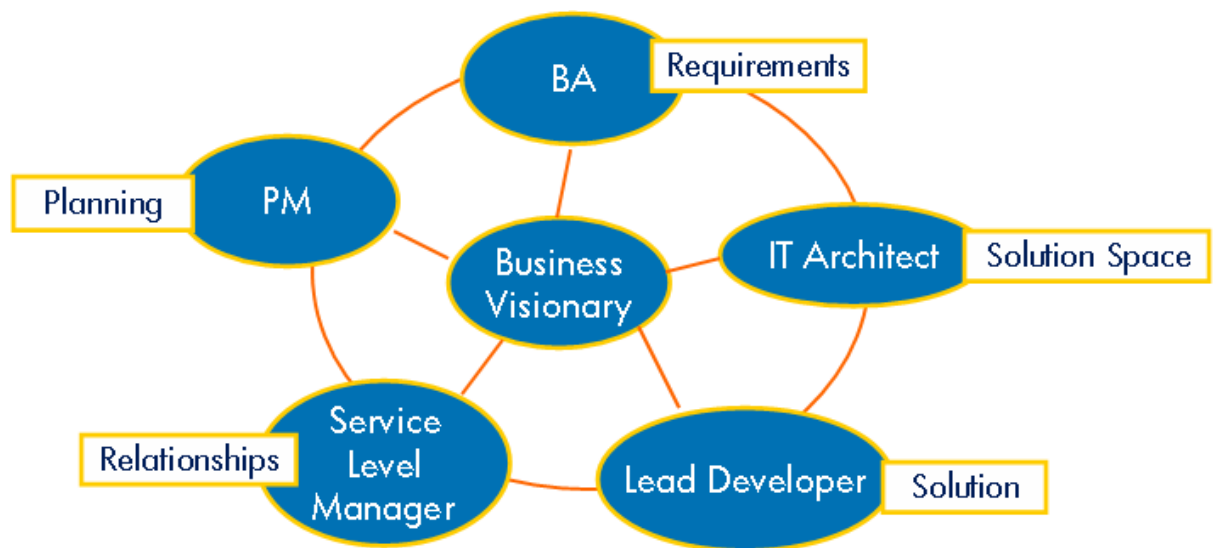 BA
Requirements
Planning
PM
IT Architect
Solution Space
Business
Visionary
Service
Level
Manager
Relationships
Lead Developer
Solution